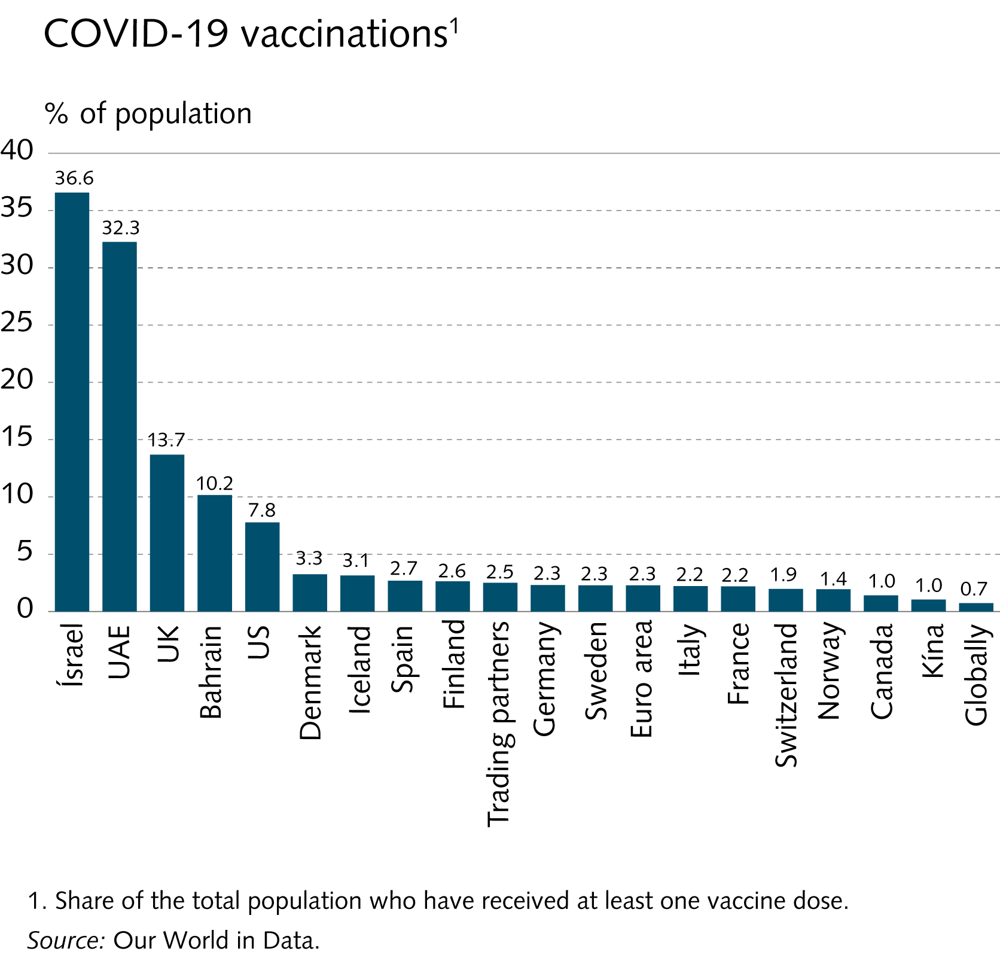 COVID-19 vaccinations¹
% of population
40
35
30
25
20
15
10
5
0
36.6
32.3
13.7
10.2
7.8
3.3
3.1
2.7
2.6
2.5
2.3
2.3
2.3
2.2
2.2
1.9
1.4
1.0
1.0
0.7
Ísrael
UAE
UK
Bahrain
US
Denmark
Iceland
Spain
Finland
Trading partners
Germany
Sweden
Euro area
Italy
France
Switzerland
Norway
Canada
Kína
Globally
1. Share of the total population who have received at least one vaccine dose.
Source: Our World in Data.